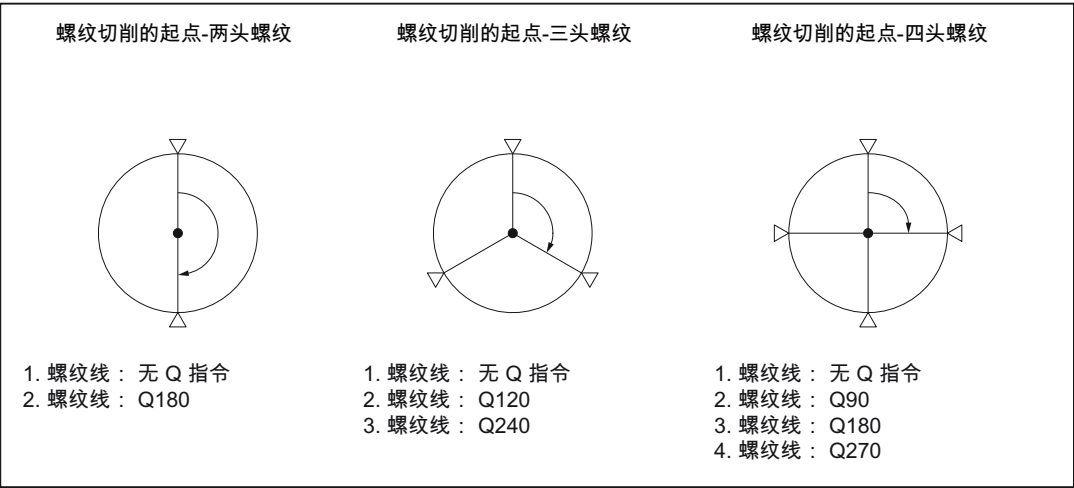 螺纹切削的起点-两头螺纹
1. 螺纹线： 无 Q 指令
2. 螺纹线： Q180
螺纹切削的起点-三头螺纹
1. 螺纹线： 无 Q 指令
2. 螺纹线： Q120
3. 螺纹线： Q240
螺纹切削的起点-四头螺纹
1. 螺纹线： 无 Q 指令
2. 螺纹线： Q90
3. 螺纹线： Q180
4. 螺纹线： Q270